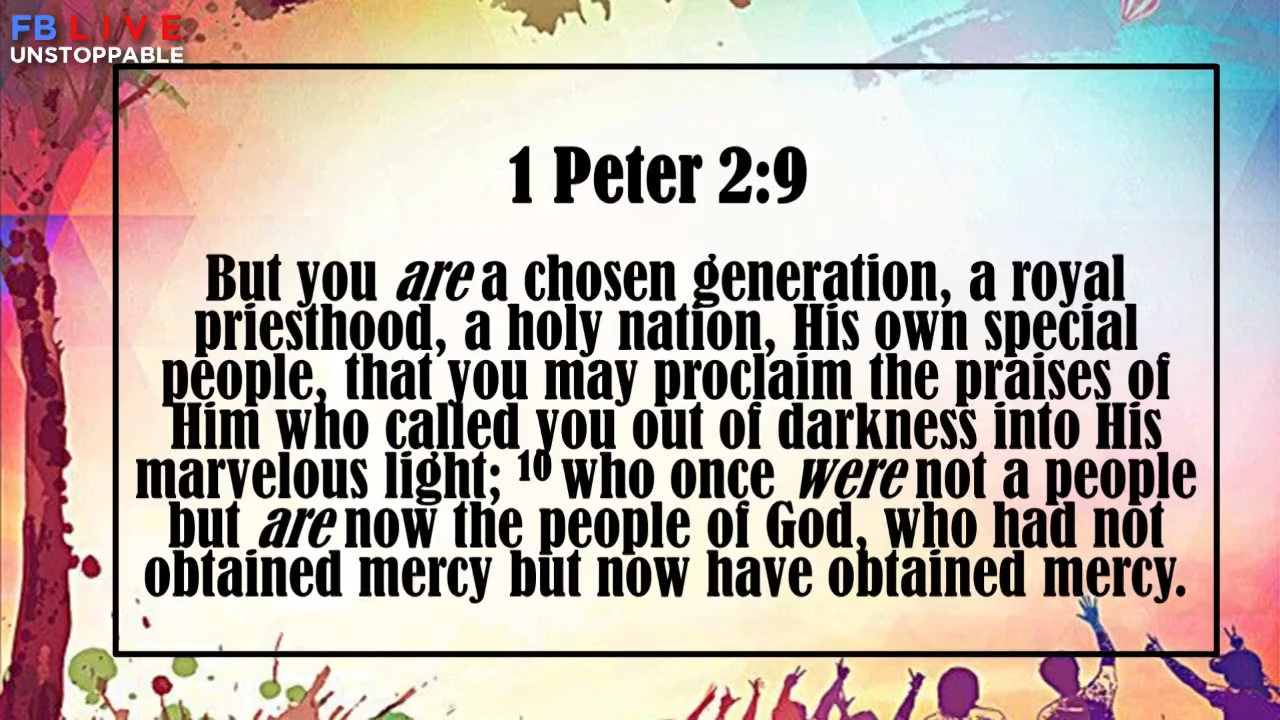 FB LIVE
UNSTOPPABLE
1 Peter 2:9
But you are a chosen generation, a royal
priesthood, a holy nation, His own special
people, that you may proclaim the praises of
Him who called you out of darkness into His
marvelous light; 10 who once were not a people
but are now the people of God, who had not
obtained mercy but now have obtained mercy.